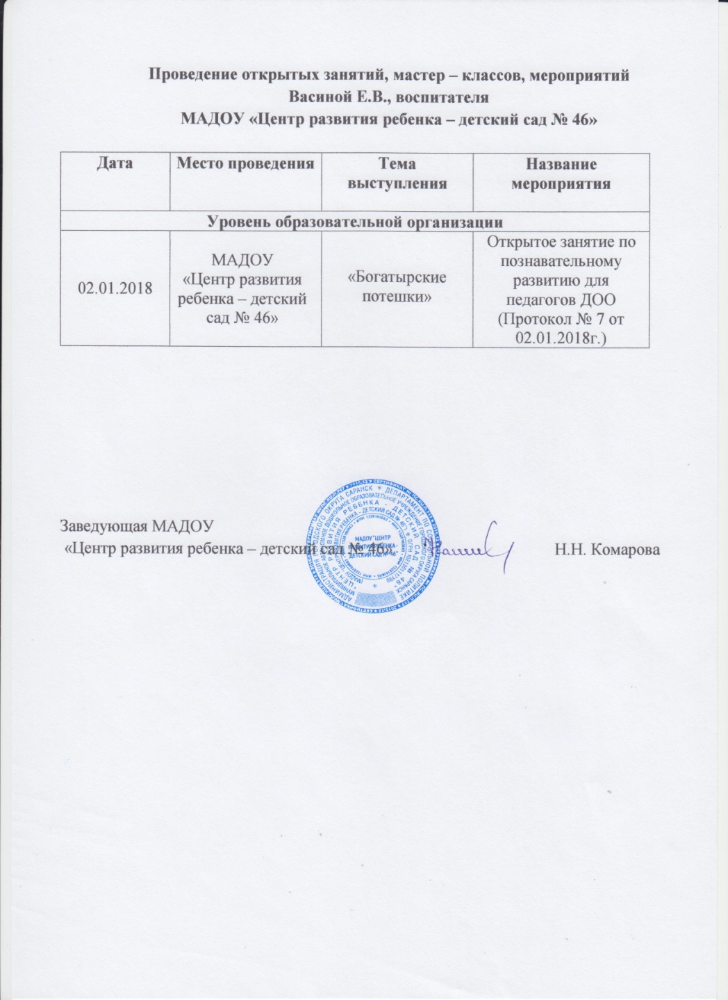 Проведение открытых занятий, мастер – классов, мероприятий
Васиной Е.В., воспитателя
МАДОУ «Центр развития ребенка – детский сад № 46»
Дата
Место проведения
Тема
выступления
Название
мероприятия
Уровень образовательной организации
02.01.2018
МАДОУ
«Центр развития
ребенка – детский
сад № 46»
«Богатырские
потешки»
Открытое занятие по
познавательному
развитию для
педагогов ДОО
(Протокол № 7 от
02.01.2018г.)
Заведующая МАДОУ
«Центр развития ребенка – детский сад № 46»
Н.Н. Комарова
МАДОУ "ЦЕНТР
РАЗВИТИЯ РЕБЕНКА -
ДЕТСКИЙ САД № 46"